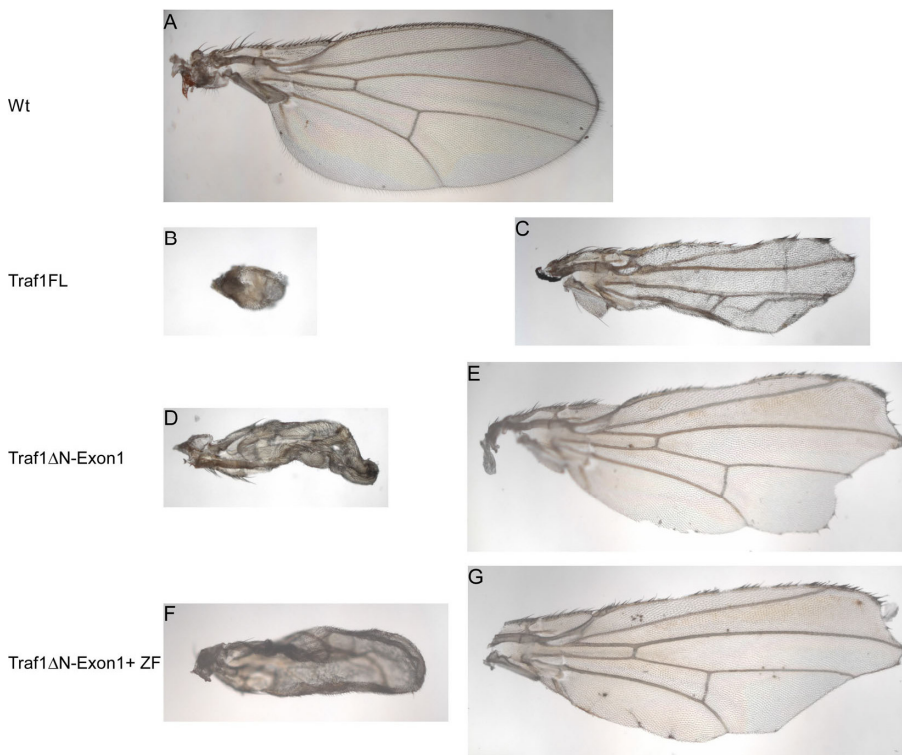 A
Wt
B
C
Traf1FL
D
E
Traf1ΔN-Exon1
F
G
Traf1ΔN-Exon1+ ZF